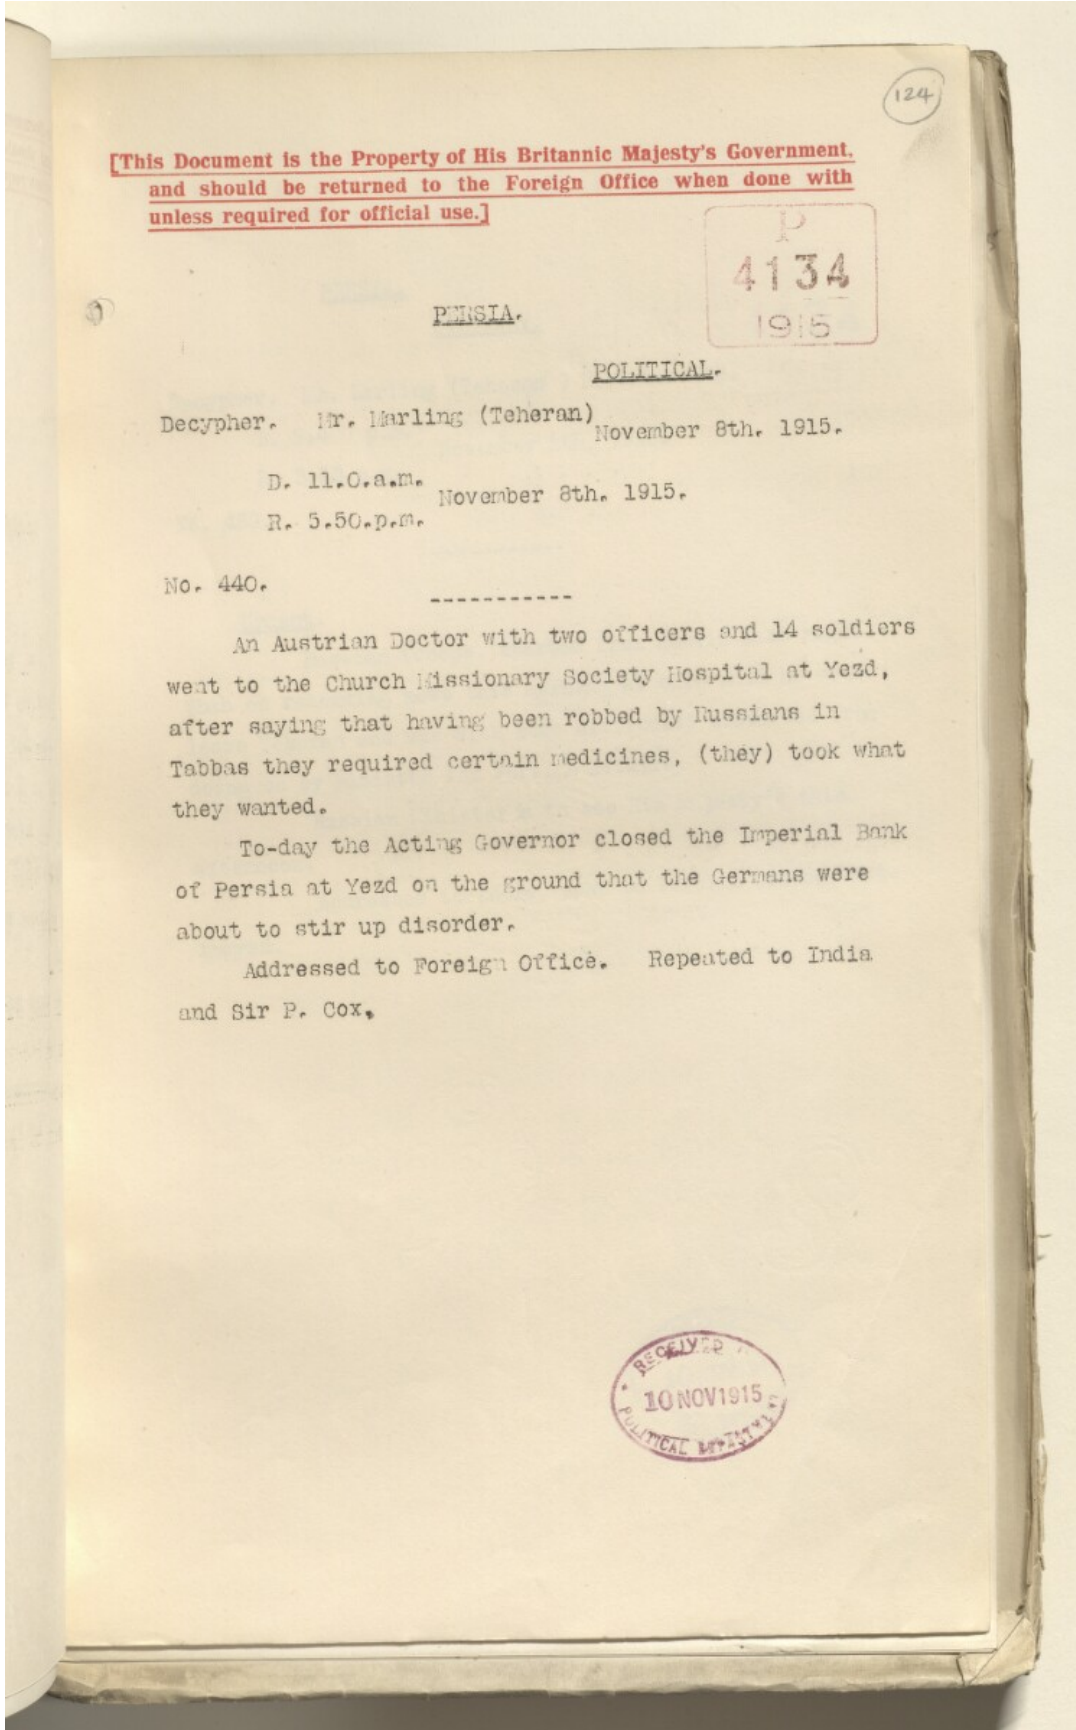 124
[This Document is the Property of His Britannic Majesty's Government,
and should be returned to the Foreign Office when done with
unless required for official use.]
P
4134
1915
PERSIA.
POLITICAL.
Decypher. Mr. Marling (Teheran)
November 8th. 1915.
D. 11.0.a.m.
November 8th. 1915.
R. 5.50.p.m.
No. 440.
-----------
An Austrian Doctor with two officers and 14 soldiers
went to the Church Missionary Society Hospital at Yezd,
after saying that having been robbed by Russians in
Tabbas they required certain medicines, (they) took what
they wanted.
To-day the Acting Governor closed the Imperial Bank
of Persia at Yezd on the ground that the Germans were
about to stir up disorder.
Addressed to Foreign Office. Repeated to India
and Sir P. Cox.
RECEIVED
10 NOV 1915
POLITICAL